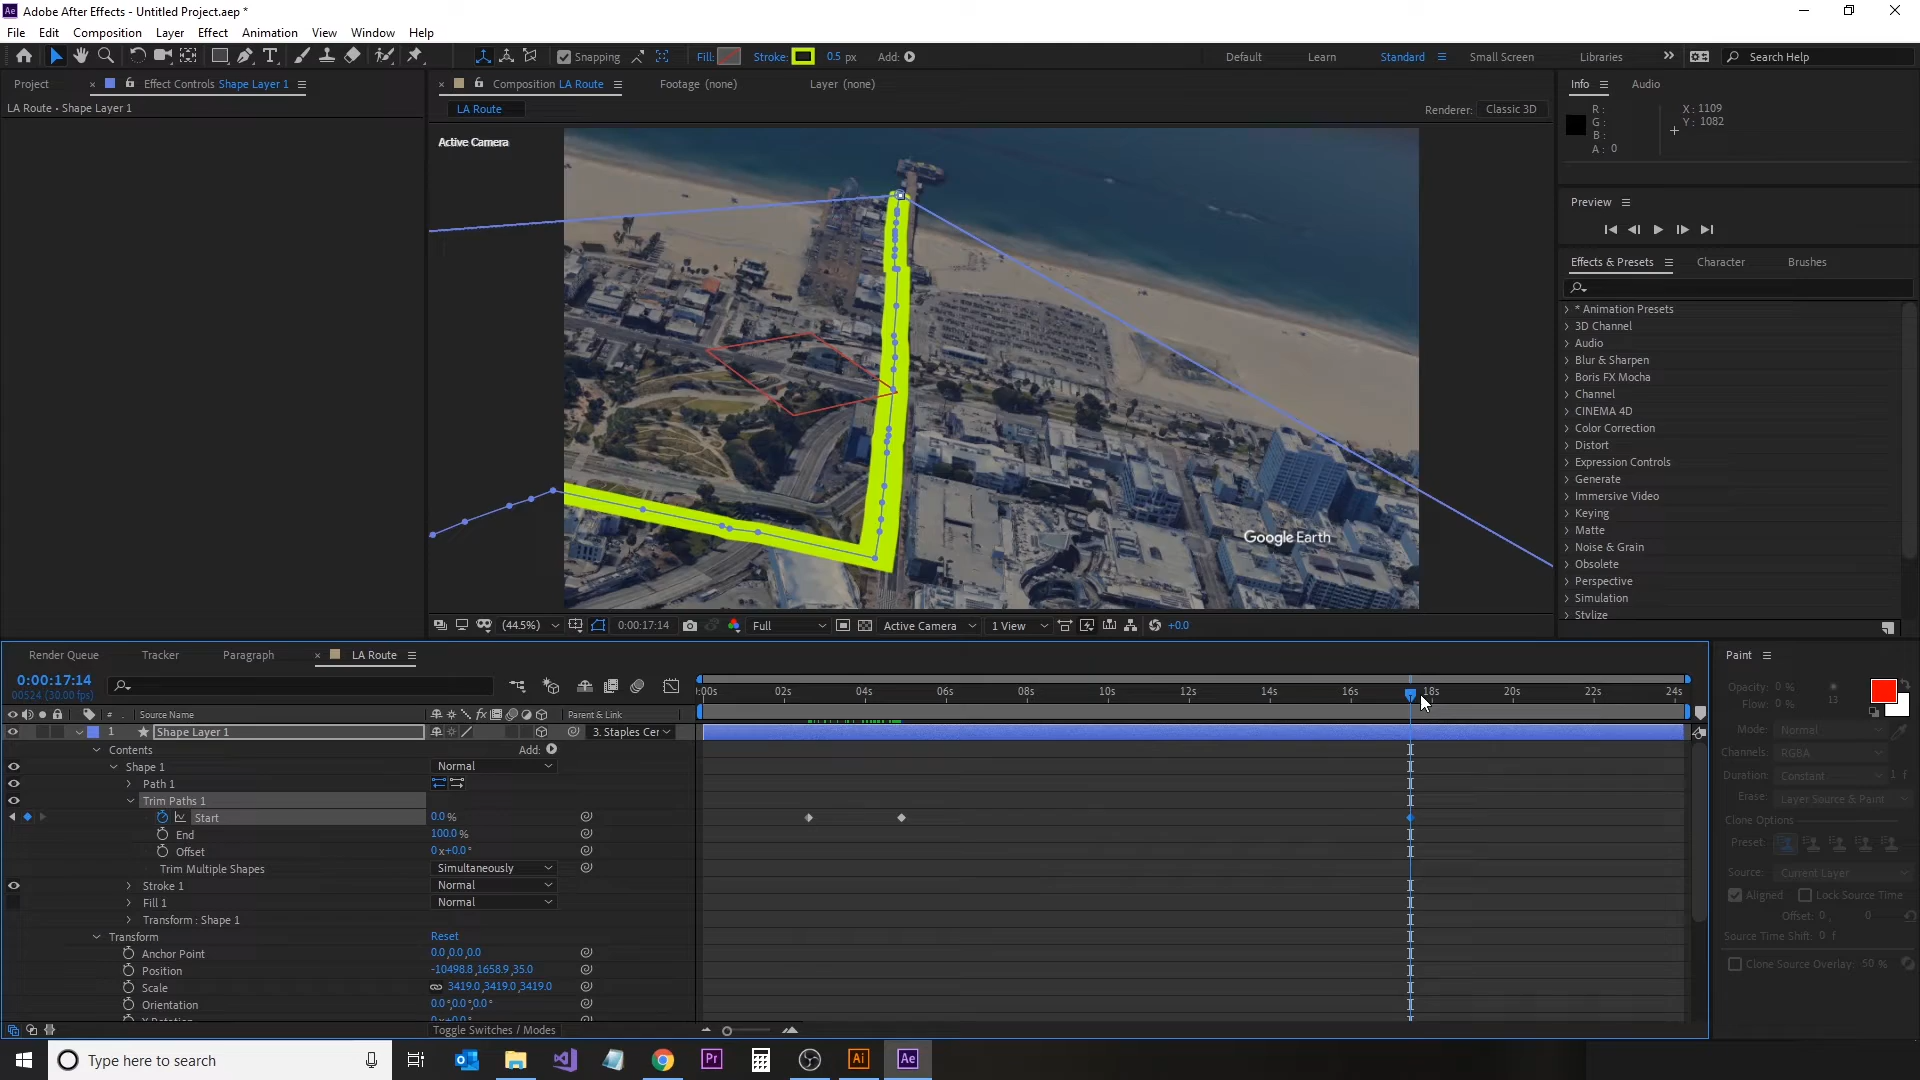 Adobe After Effects - Untitled Project.aep *
File Edit Composition Layer Effect Animation View Window Help
Snapping Fill: Stroke: 0.5 px Add: Default Learn Standard Small Screen Libraries Search Help
Project Effect Controls Shape Layer 1 Composition LA Route Footage (none) Layer (none) Info Audio
LA Route • Shape Layer 1
LA Route Renderer: Classic 3D
R : X : 1109
G : Y : 1082
B :
A : 0
Active Camera
Preview
Effects & Presets Character Brushes
* Animation Presets
3D Channel
Audio
Blur & Sharpen
Boris FX Mocha
Channel
CINEMA 4D
Color Correction
Distort
Expression Controls
Generate
Immersive Video
Keying
Matte
Noise & Grain
Obsolete
Perspective
Simulation
Stylize
Google Earth
(44.5%) 0:00:17:14 Full Active Camera 1 View +0.0
Render Queue Tracker Paragraph LA Route
0:00:17:14
00524 (30.00 fps)
:00s 02s 04s 06s 08s 10s 12s 14s 16s 18s 20s 22s 24s
# Source Name Parent & Link
1 Shape Layer 1 3. Staples Cer
Contents Add:
Shape 1 Normal
Path 1
Trim Paths 1
Start 0.0 %
End 100.0 %
Offset 0 x+0.0 °
Trim Multiple Shapes Simultaneously
Stroke 1 Normal
Fill 1 Normal
Transform : Shape 1
Transform Reset
Anchor Point 0.0,0.0,0.0
Position -10498.8,1658.9,35.0
Scale 3419.0,3419.0,3419.0
Orientation 0.0°,0.0°,0.0°
Toggle Switches / Modes
Paint
Opacity: 0 %
Flow: 0 % 13
Mode: Normal
Channels: RGBA
Duration: Constant 1 f
Erase: Layer Source & Paint
Clone Options
Preset:
Source: Current Layer
Aligned Lock Source Time
Offset: 0 , 0
Source Time Shift: 0 f
Clone Source Overlay: 50 %
Type here to search
Pr Ai Ae